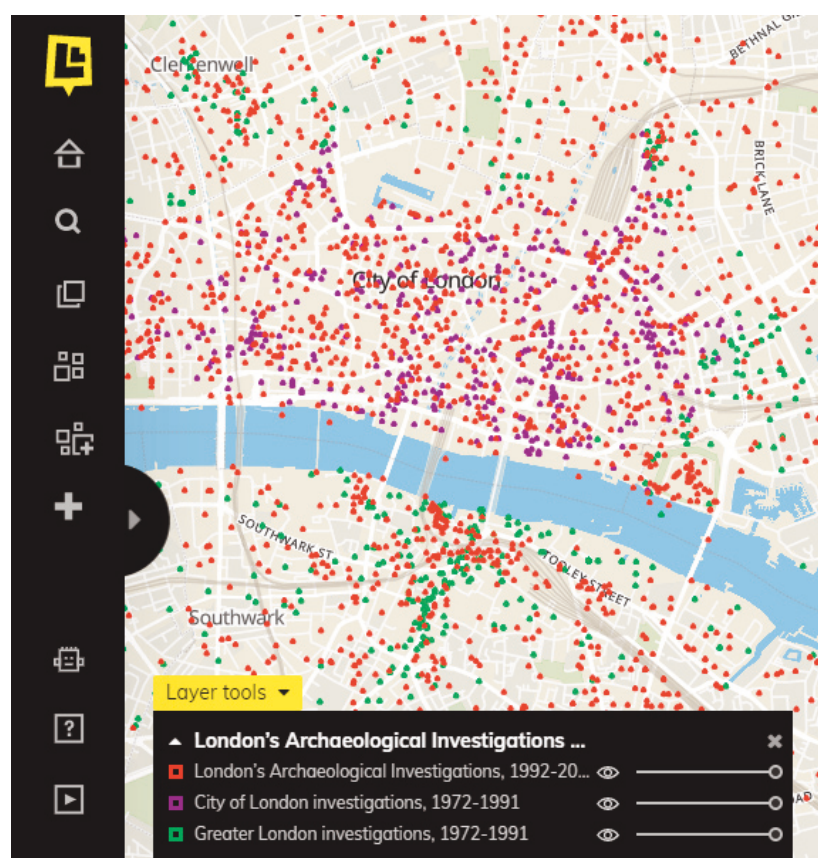 BETHNAL G
Clerkenwell
BRICK LANE
City of London
SOUTHWARK ST
TOOLEY STREET
Southwark
Layer tools
London's Archaeological Investigations ...
London's Archaeological Investigations, 1992-20...
City of London investigations, 1972-1991
Greater London investigations, 1972-1991
?